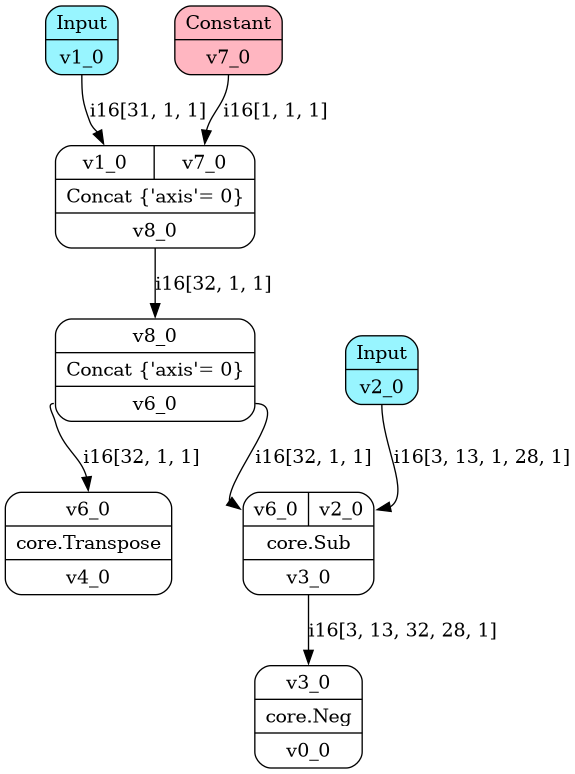 Input
v1_0
Constant
v7_0
i16[31, 1, 1]
i16[1, 1, 1]
v1_0
v7_0
Concat {'axis'= 0}
v8_0
i16[32, 1, 1]
v8_0
Concat {'axis'= 0}
v6_0
Input
v2_0
i16[32, 1, 1]
i16[32, 1, 1]
i16[3, 13, 1, 28, 1]
v6_0
core.Transpose
v4_0
v6_0
v2_0
core.Sub
v3_0
i16[3, 13, 32, 28, 1]
v3_0
core.Neg
v0_0